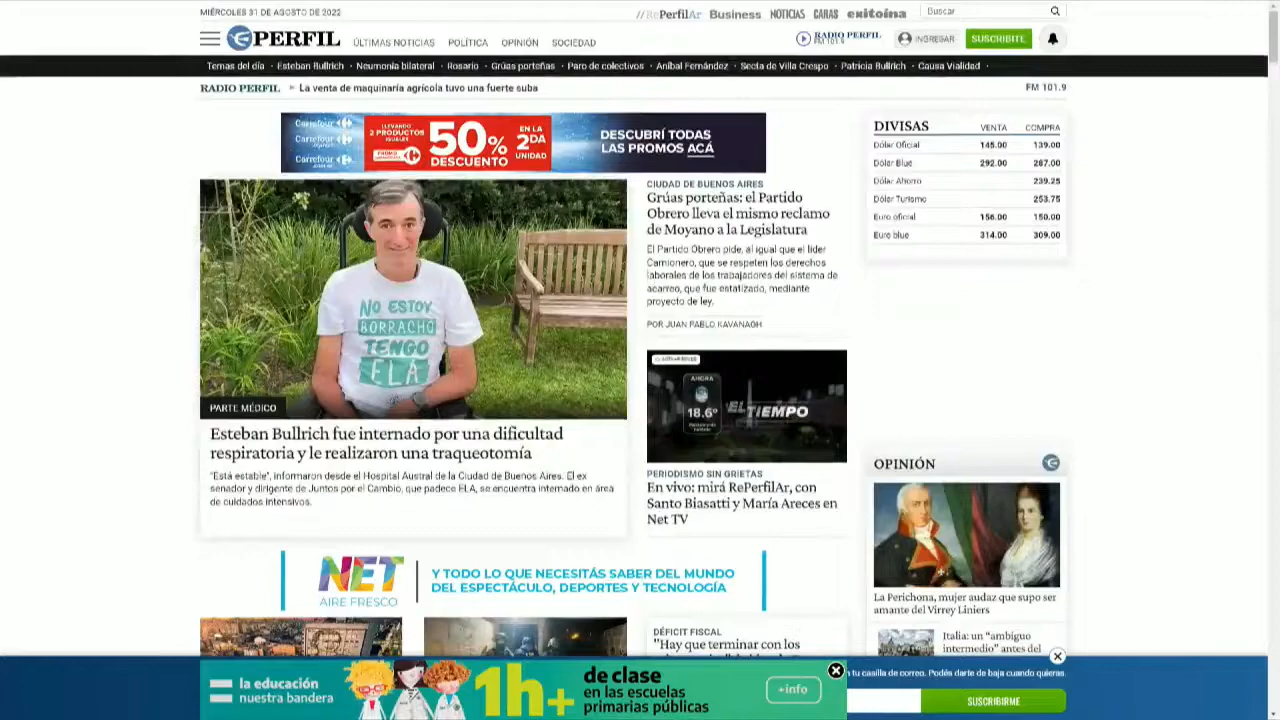 MIÉRCOLES 31 DE AGOSTO DE 2022
//RePerfilAr Business NOTICIAS CARAS exitoína Buscar
PERFIL ÚLTIMAS NOTICIAS POLÍTICA OPINIÓN SOCIEDAD
RADIO PERFIL
FM 101.9
INGRESAR SUSCRIBITE
Temas del día · Esteban Bullrich · Neumonía bilateral · Rosario · Grúas porteñas · Paro de colectivos · Aníbal Fernández · Secta de Villa Crespo · Patricia Bullrich · Causa Vialidad ·
RADIO PERFIL La venta de maquinaría agrícola tuvo una fuerte suba FM 101.9
Carrefour
Carrefour
Carrefour
LLEVANDO
2 PRODUCTOS
IGUALES
50%
DESCUENTO
EN LA
2DA
UNIDAD
DESCUBRÍ TODAS
LAS PROMOS ACÁ
NO ESTOY
BORRACHO
TENGO
ELA
PARTE MÉDICO
Esteban Bullrich fue internado por una dificultad
respiratoria y le realizaron una traqueotomía
"Está estable", informaron desde el Hospital Austral de la Ciudad de Buenos Aires. El ex
senador y dirigente de Juntos por el Cambio, que padece ELA, se encuentra internado en área
de cuidados intensivos.
CIUDAD DE BUENOS AIRES
Grúas porteñas: el Partido
Obrero lleva el mismo reclamo
de Moyano a la Legislatura
El Partido Obrero pide, al igual que el líder
Camionero, que se respeten los derechos
laborales de los trabajadores del sistema de
acarreo, que fue estatizado, mediante
proyecto de ley.
POR JUAN PABLO KAVANAGH
AHORA
18.6°
EL TIEMPO
PERIODISMO SIN GRIETAS
En vivo: mirá RePerfilAr, con
Santo Biasatti y María Areces en
Net TV
DIVISAS VENTA COMPRA
Dólar Oficial 145.00 139.00
Dólar Blue 292.00 287.00
Dólar Ahorro 239.25
Dólar Turismo 253.75
Euro oficial 156.00 150.00
Euro blue 314.00 309.00
OPINIÓN
La Perichona, mujer audaz que supo ser
amante del Virrey Liniers
Italia: un "ambiguo
intermedio" antes del
NET
AIRE FRESCO
Y TODO LO QUE NECESITÁS SABER DEL MUNDO
DEL ESPECTÁCULO, DEPORTES Y TECNOLOGÍA
DÉFICIT FISCAL
"Hay que terminar con los
la educación
nuestra bandera
1h+
de clase
en las escuelas
primarias públicas
+info
n tu casilla de correo. Podés darte de baja cuando quieras.
SUSCRIBIRME